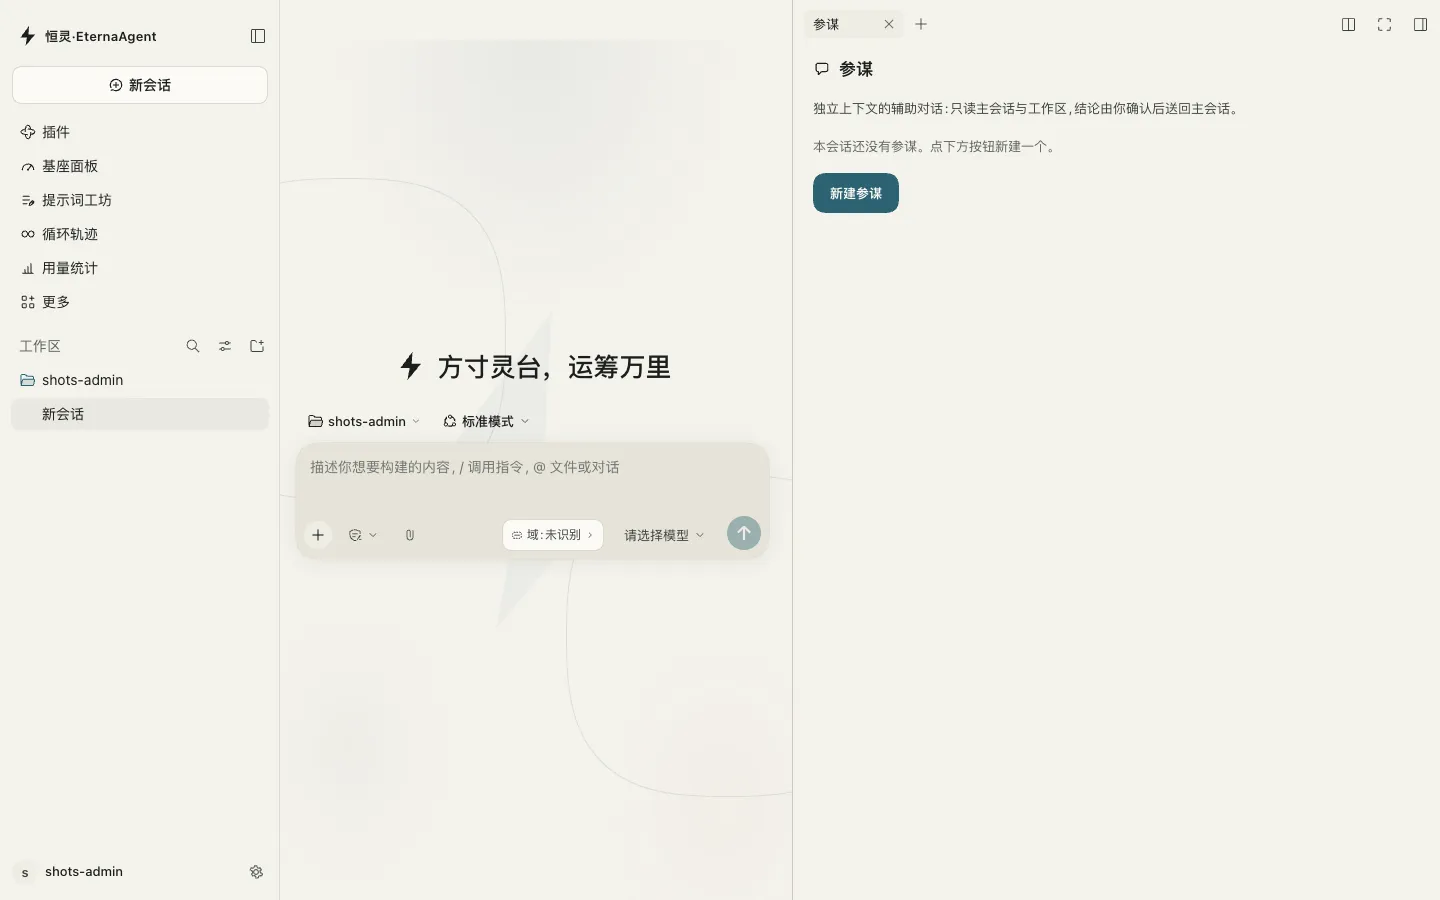 恒灵·EternaAgent
新会话
插件
基座面板
提示词工坊
循环轨迹
用量统计
更多
工作区
shots-admin
新会话
s
shots-admin
方寸灵台，运筹万里
shots-admin
标准模式
描述你想要构建的内容, / 调用指令, @ 文件或对话
域:未识别
请选择模型
参谋
参谋
独立上下文的辅助对话:只读主会话与工作区,结论由你确认后送回主会话。
本会话还没有参谋。点下方按钮新建一个。
新建参谋